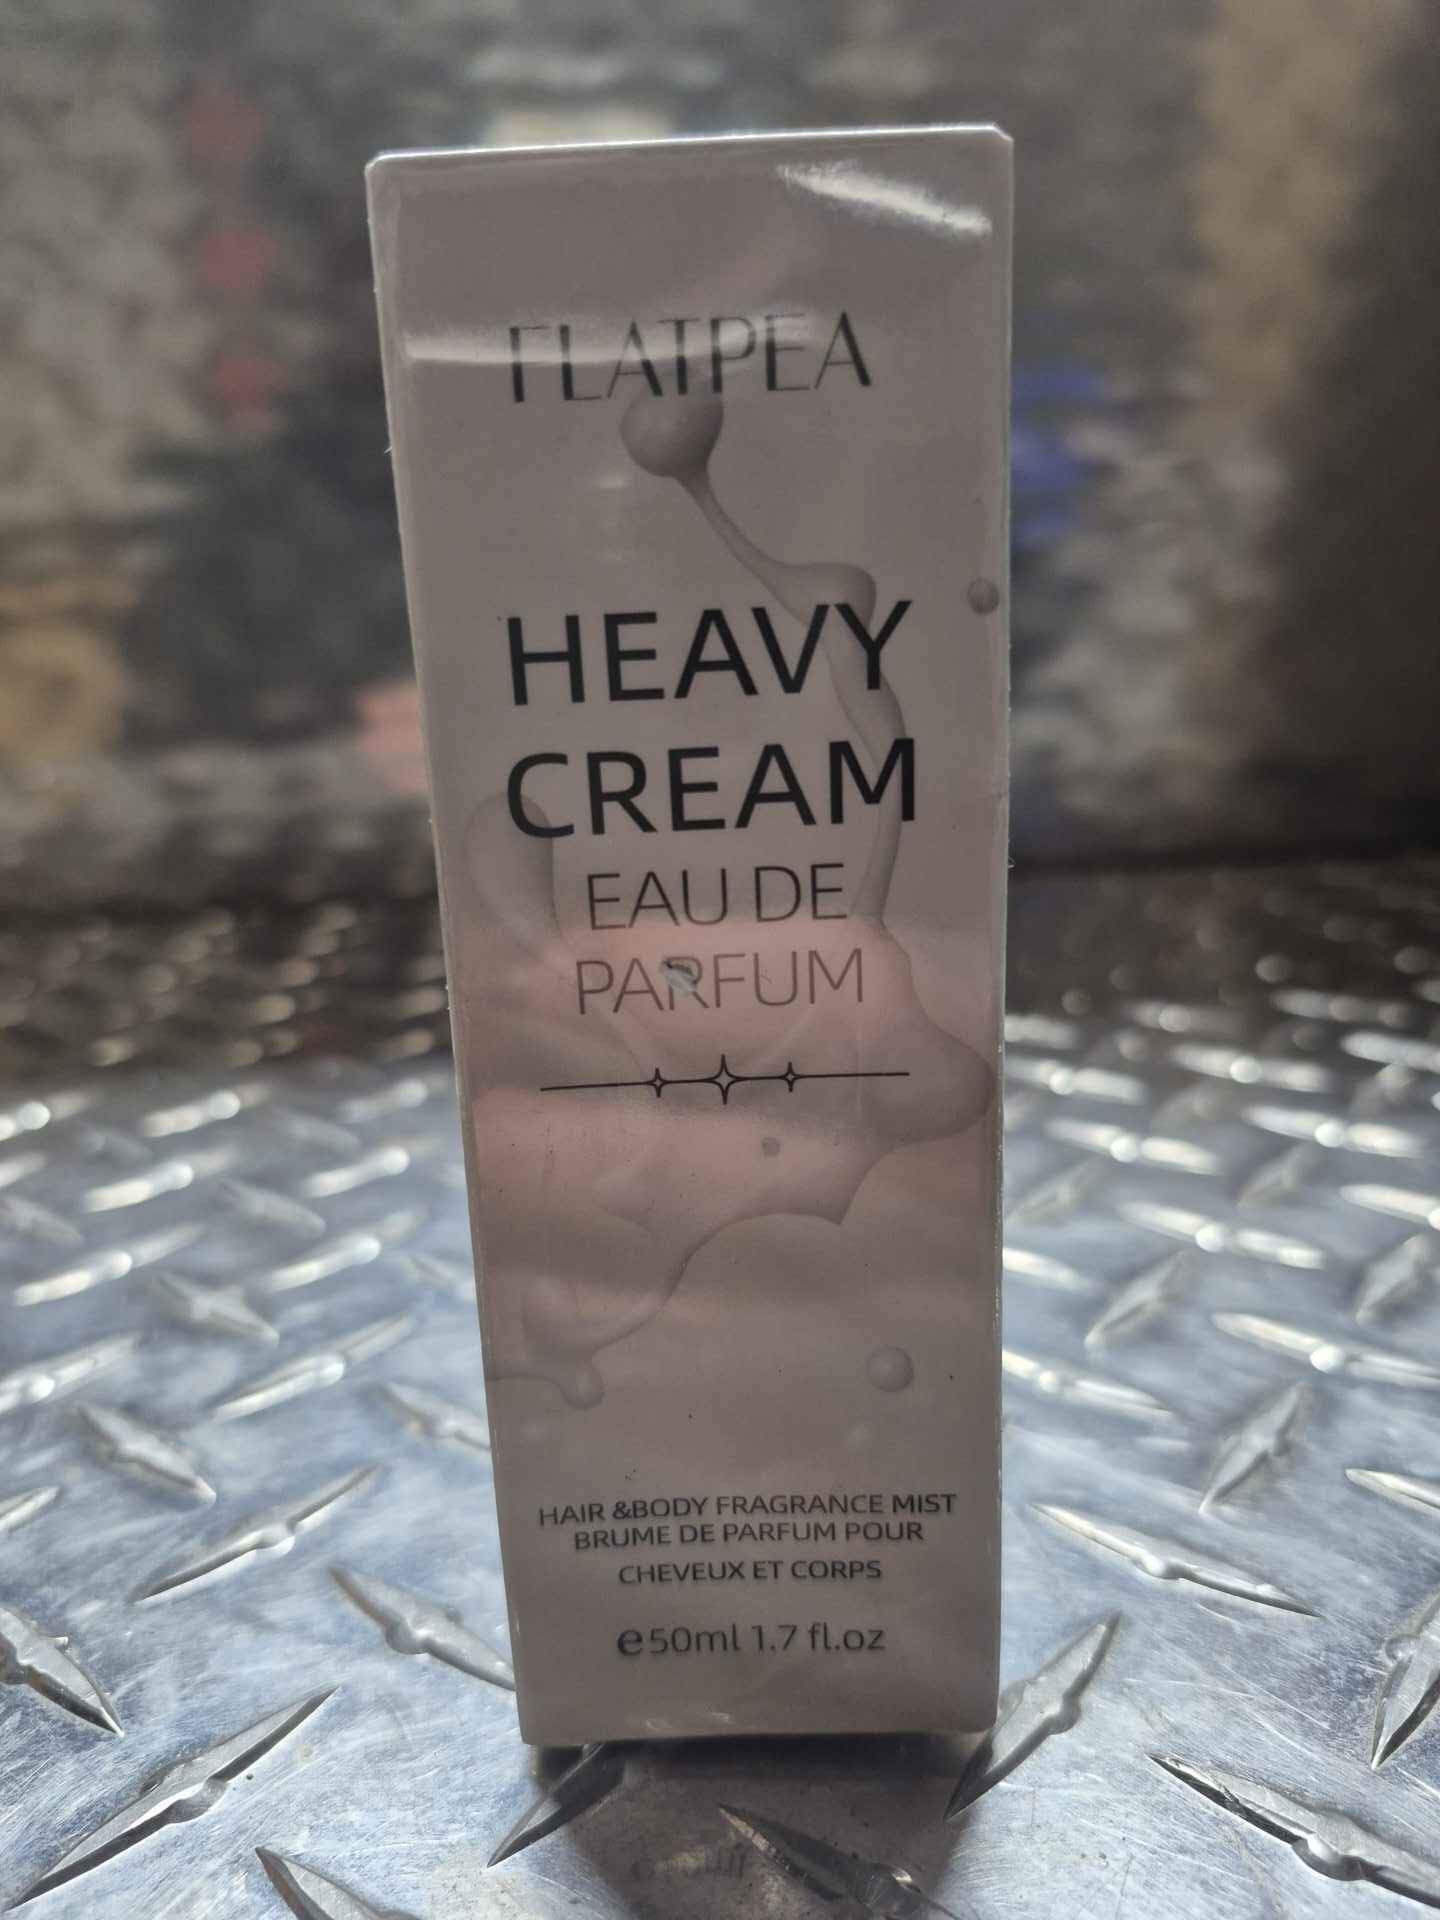 FLATPEA
HEAVY
CREAM
EAU DE
PARFUM
HAIR &BODY FRAGRANCE MIST
BRUME DE PARFUM POUR
CHEVEUX ET CORPS
e50ml 1.7 fl.oz